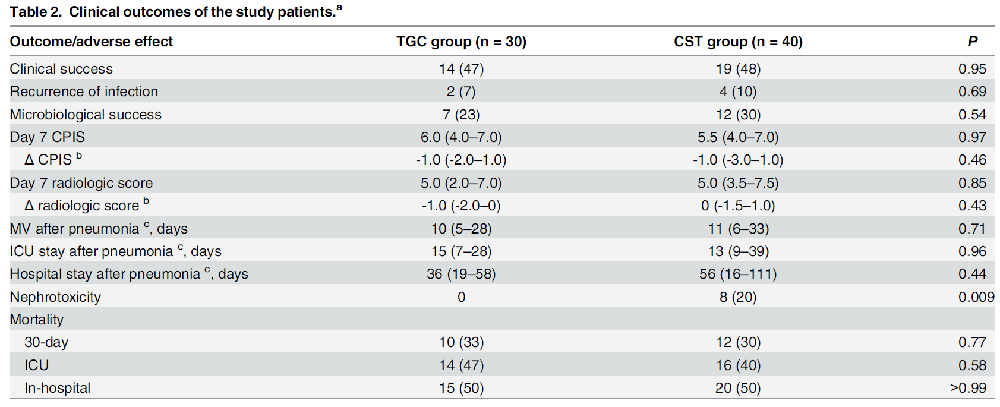 Table 2. Clinical outcomes of the study patients.a
Outcome/adverse effect TGC group (n = 30) CST group (n = 40) P
Clinical success 14 (47) 19 (48) 0.95
Recurrence of infection 2 (7) 4 (10) 0.69
Microbiological success 7 (23) 12 (30) 0.54
Day 7 CPIS 6.0 (4.0–7.0) 5.5 (4.0–7.0) 0.97
Δ CPIS b -1.0 (-2.0–1.0) -1.0 (-3.0–1.0) 0.46
Day 7 radiologic score 5.0 (2.0–7.0) 5.0 (3.5–7.5) 0.85
Δ radiologic score b -1.0 (-2.0–0) 0 (-1.5–1.0) 0.43
MV after pneumonia c, days 10 (5–28) 11 (6–33) 0.71
ICU stay after pneumonia c, days 15 (7–28) 13 (9–39) 0.96
Hospital stay after pneumonia c, days 36 (19–58) 56 (16–111) 0.44
Nephrotoxicity 0 8 (20) 0.009
Mortality
30-day 10 (33) 12 (30) 0.77
ICU 14 (47) 16 (40) 0.58
In-hospital 15 (50) 20 (50) >0.99